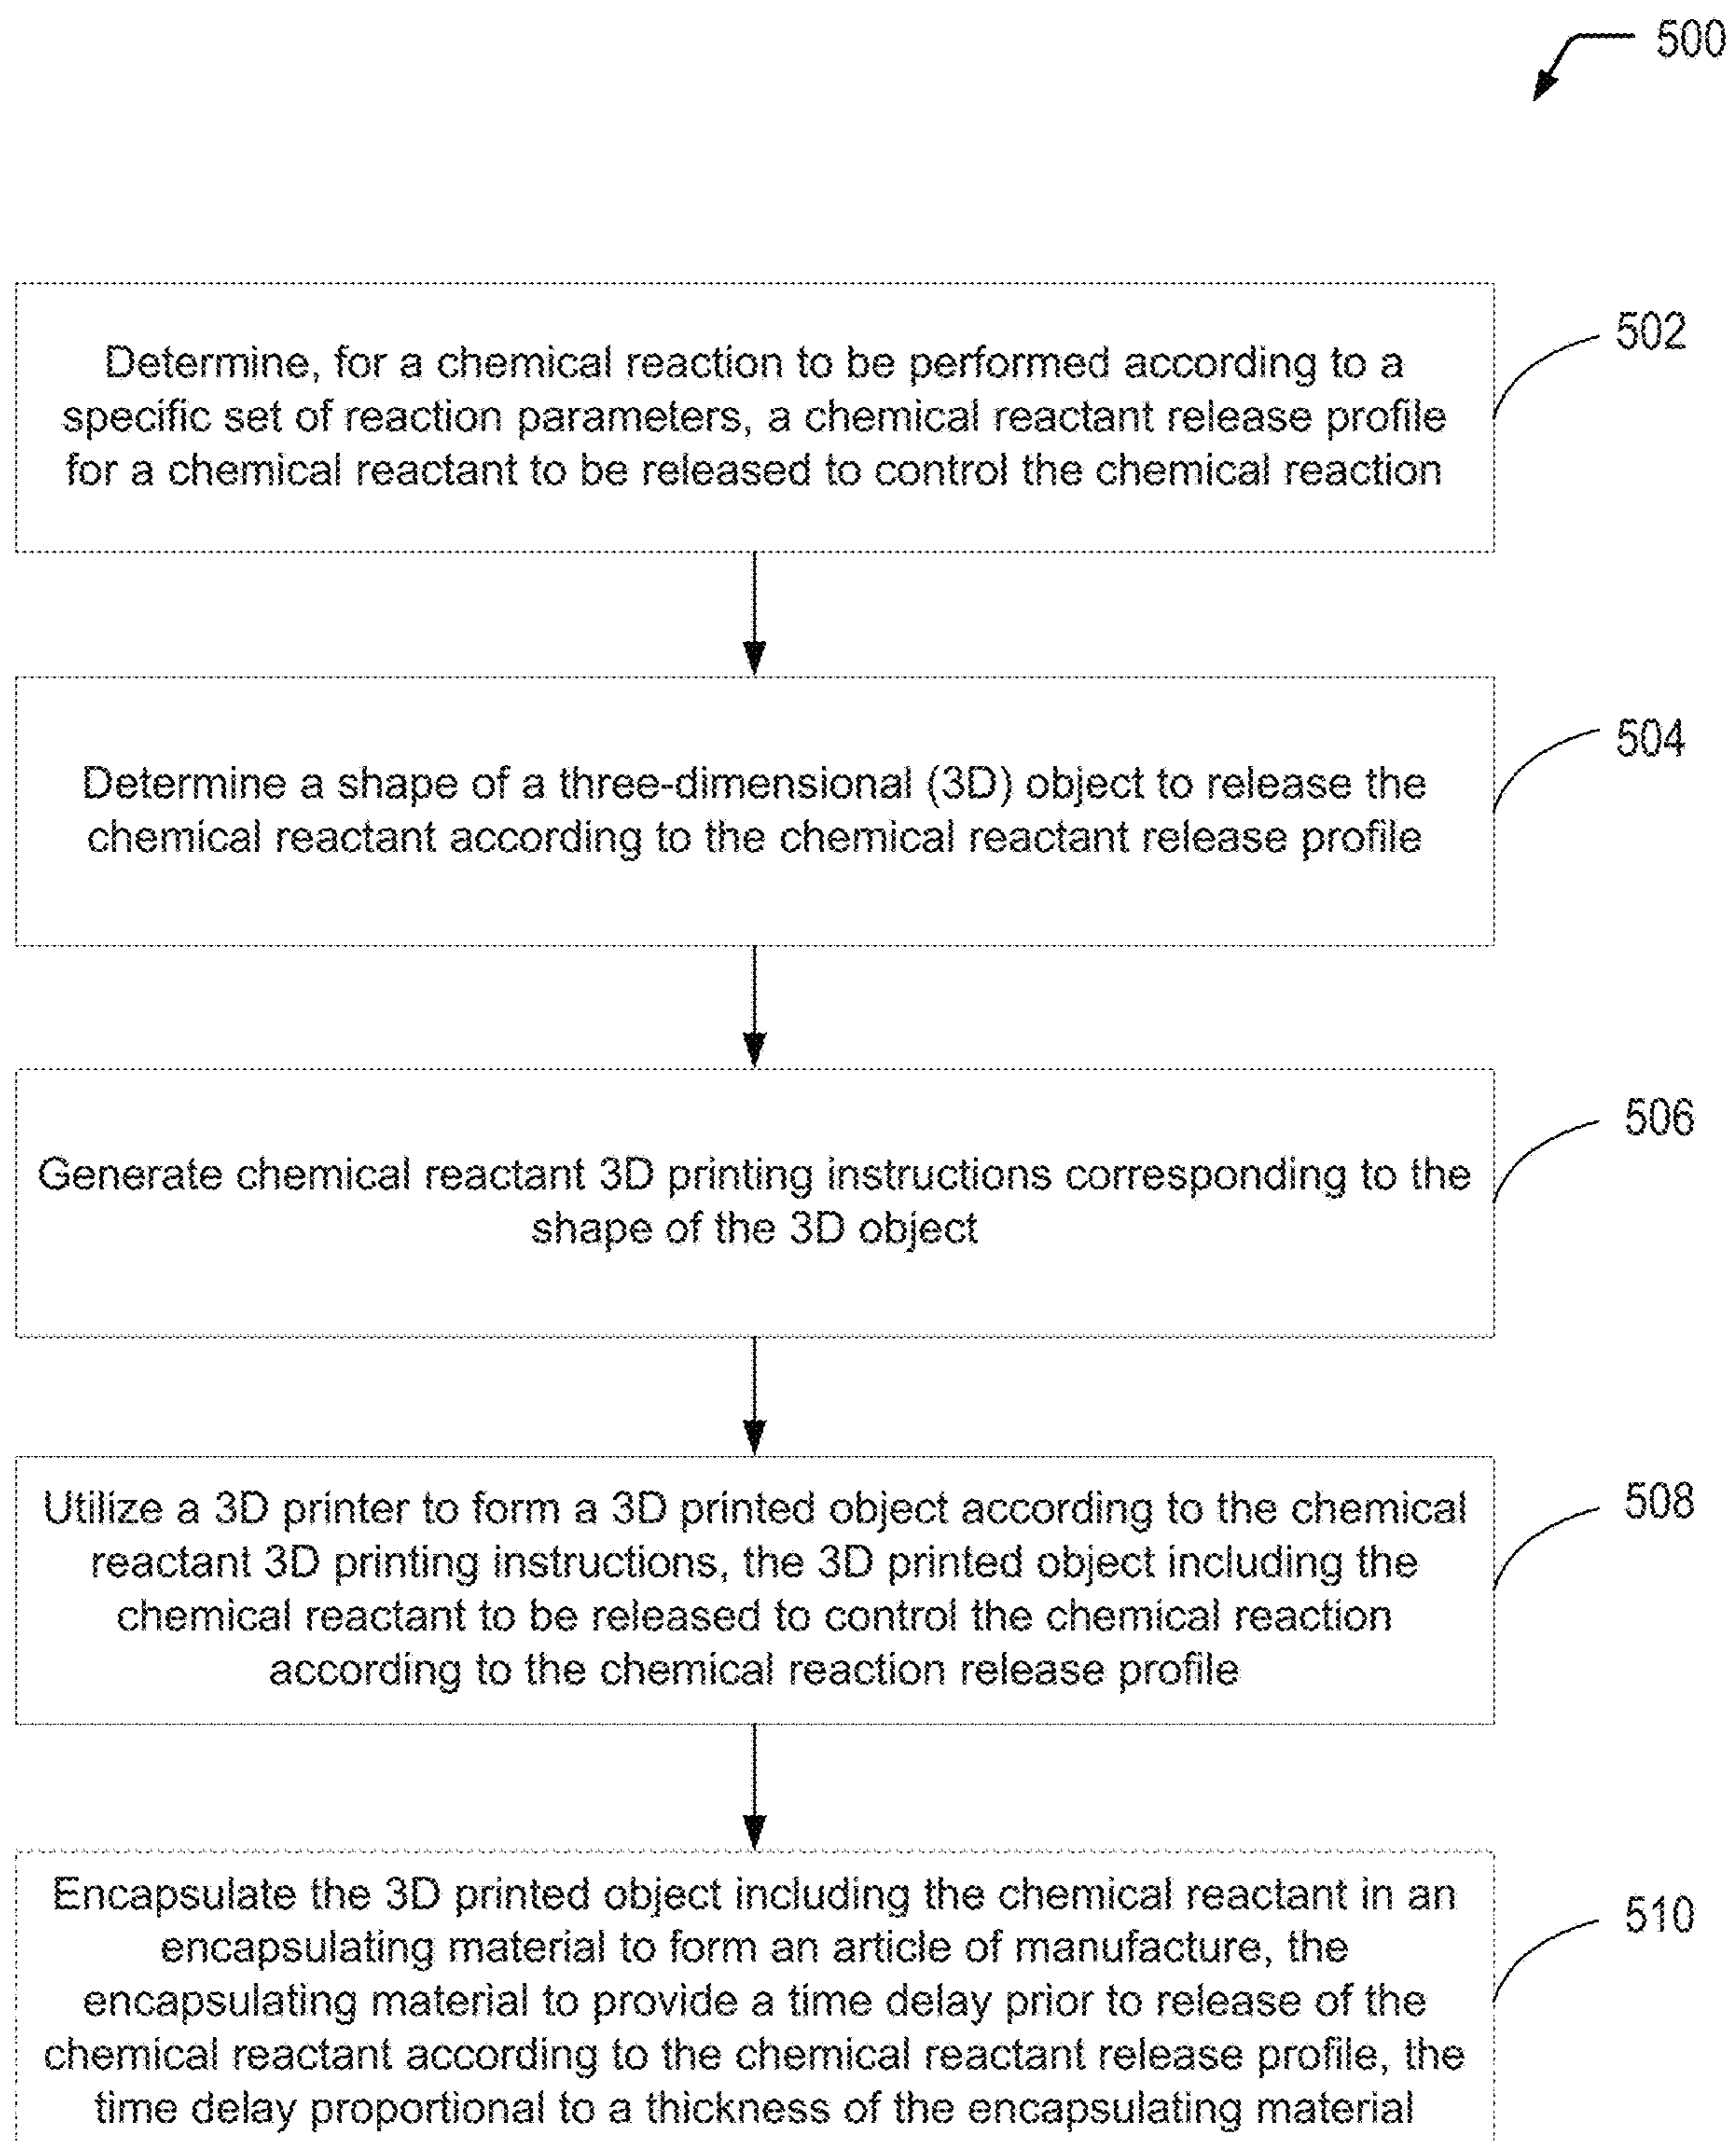 500
Determine, for a chemical reaction to be performed according to a
specific set of reaction parameters, a chemical reactant release profile
for a chemical reactant to be released to control the chemical reaction
502
Determine a shape of a three-dimensional (3D) object to release the
chemical reactant according to the chemical reactant release profile
504
Generate chemical reactant 3D printing instructions corresponding to the
shape of the 3D object
506
Utilize a 3D printer to form a 3D printed object according to the chemical
reactant 3D printing instructions, the 3D printed object including the
chemical reactant to be released to control the chemical reaction
according to the chemical reaction release profile
508
Encapsulate the 3D printed object including the chemical reactant in an
encapsulating material to form an article of manufacture, the
encapsulating material to provide a time delay prior to release of the
chemical reactant according to the chemical reactant release profile, the
time delay proportional to a thickness of the encapsulating material
510